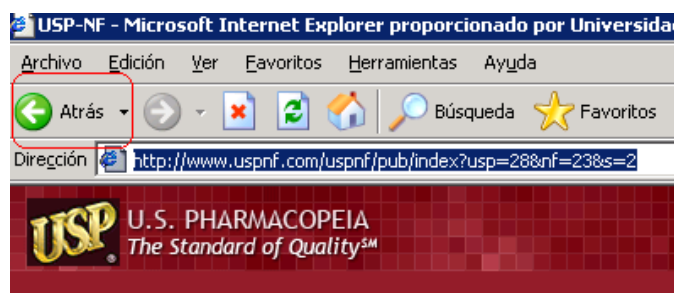 USP-NF - Microsoft Internet Explorer proporcionado por Universida
Archivo Edición Ver Favoritos Herramientas Ayuda
Atrás Búsqueda Favoritos
Dirección http://www.uspnf.com/uspnf/pub/index?usp=28&nf=23&s=2
USP U.S. PHARMACOPEIA
The Standard of Quality℠